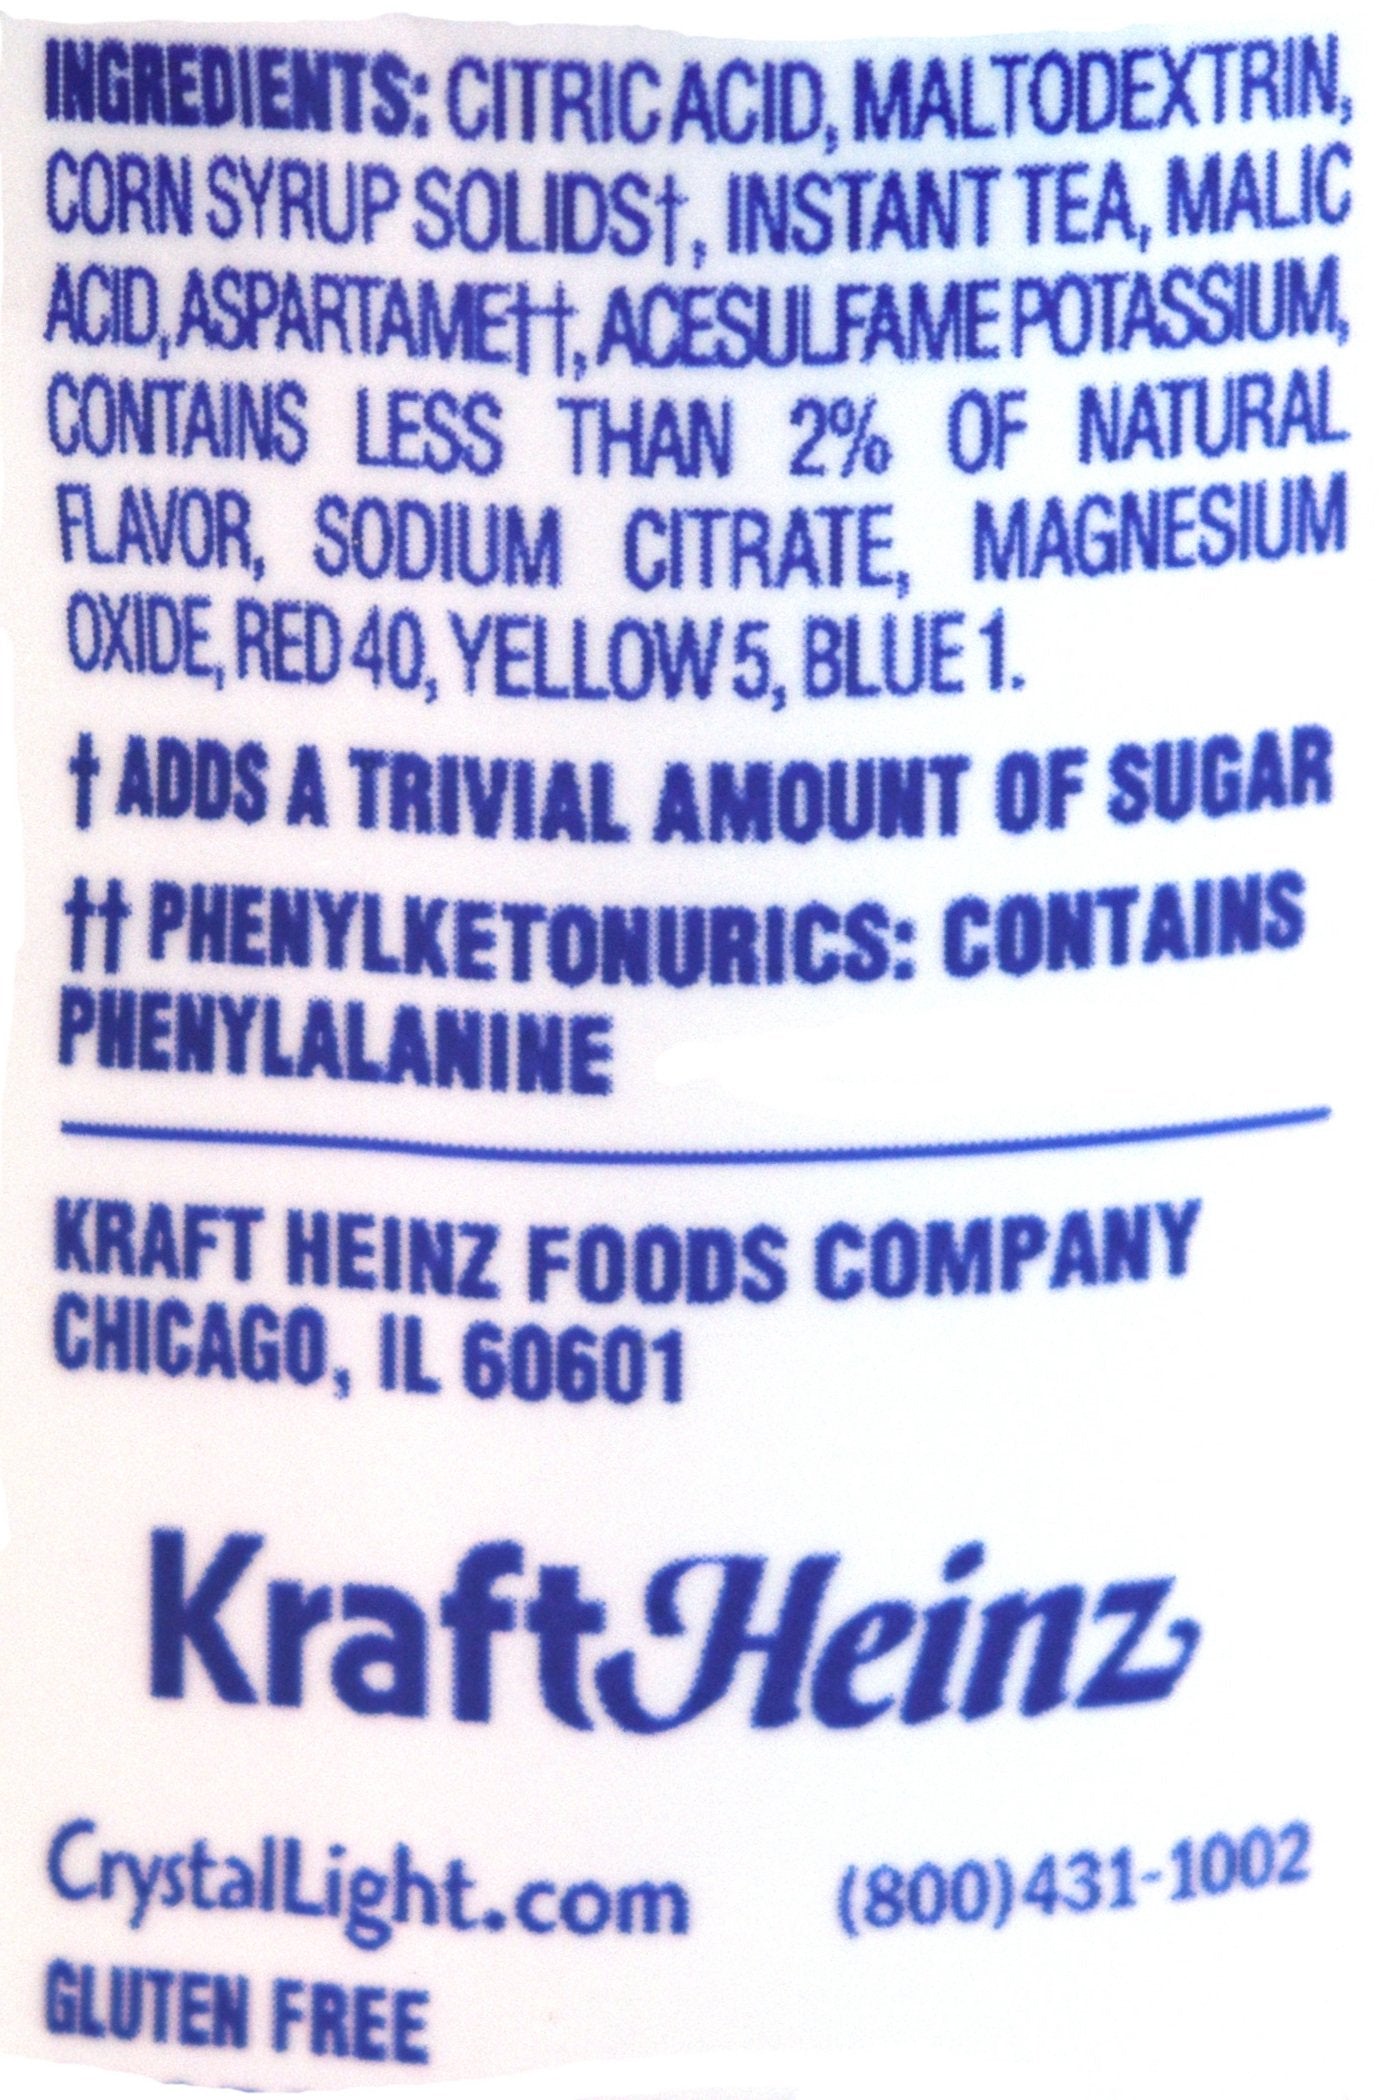 INGREDIENTS: CITRIC ACID, MALTODEXTRIN,
CORN SYRUP SOLIDS†, INSTANT TEA, MALIC
ACID, ASPARTAME††, ACESULFAME POTASSIUM,
CONTAINS LESS THAN 2% OF NATURAL
FLAVOR, SODIUM CITRATE, MAGNESIUM
OXIDE, RED 40, YELLOW 5, BLUE 1.
† ADDS A TRIVIAL AMOUNT OF SUGAR
†† PHENYLKETONURICS: CONTAINS
PHENYLALANINE
KRAFT HEINZ FOODS COMPANY
CHICAGO, IL 60601
KraftHeinz
CrystalLight.com (800)431-1002
GLUTEN FREE